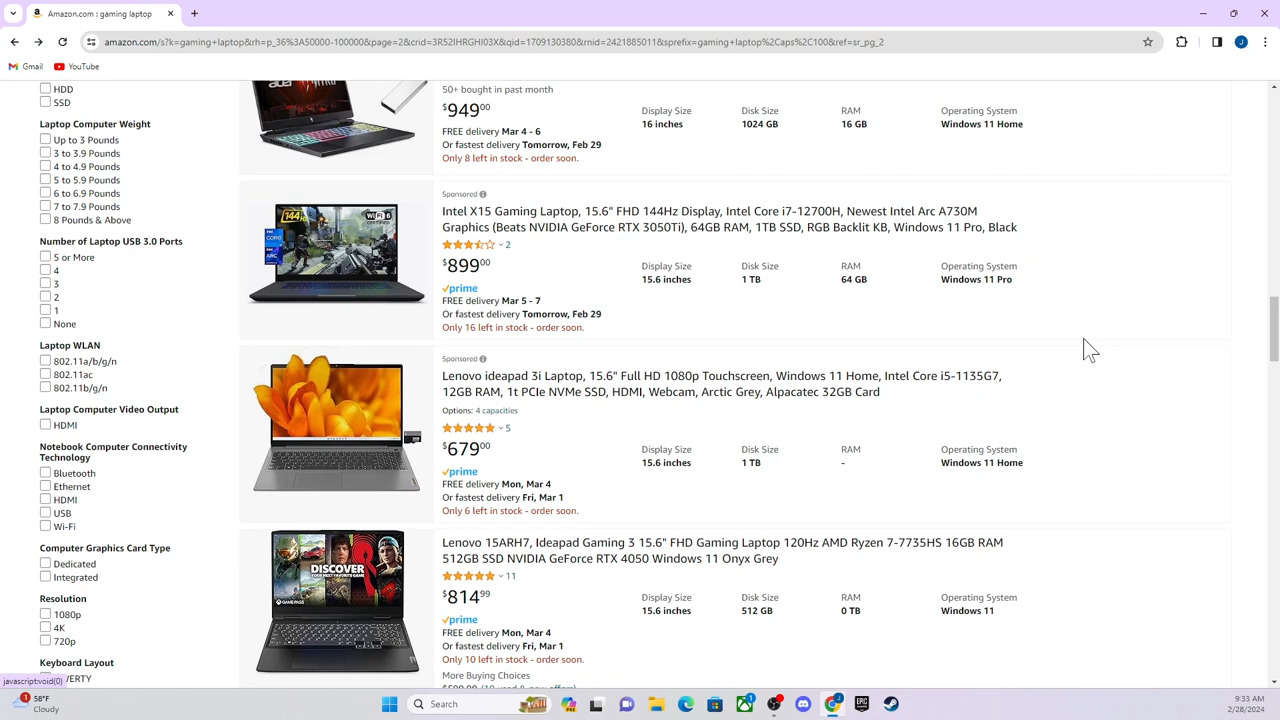 Amazon.com : gaming laptop
amazon.com/s?k=gaming+laptop&rh=p_36%3A50000-100000&page=2&crid=3R52IHRGHI03X&qid=1709130380&rnid=2421885011&sprefix=gaming+laptop%2Caps%2C100&ref=sr_pg_2
J
Gmail
YouTube
HDD
SSD
Laptop Computer Weight
Up to 3 Pounds
3 to 3.9 Pounds
4 to 4.9 Pounds
5 to 5.9 Pounds
6 to 6.9 Pounds
7 to 7.9 Pounds
8 Pounds & Above
Number of Laptop USB 3.0 Ports
5 or More
4
3
2
1
None
Laptop WLAN
802.11a/b/g/n
802.11ac
802.11b/g/n
Laptop Computer Video Output
HDMI
Notebook Computer Connectivity
Technology
Bluetooth
Ethernet
HDMI
USB
Wi-Fi
Computer Graphics Card Type
Dedicated
Integrated
Resolution
1080p
4K
720p
Keyboard Layout
WERTY
javascript:void(0)
acer
50+ bought in past month
$949.00
FREE delivery Mar 4 - 6
Or fastest delivery Tomorrow, Feb 29
Only 8 left in stock - order soon.
Display Size Disk Size RAM Operating System
16 inches 1024 GB 16 GB Windows 11 Home
144Hz
WiFi 6
CERTIFIED
CORE
ARC
Sponsored
Intel X15 Gaming Laptop, 15.6" FHD 144Hz Display, Intel Core i7-12700H, Newest Intel Arc A730M
Graphics (Beats NVIDIA GeForce RTX 3050Ti), 64GB RAM, 1TB SSD, RGB Backlit KB, Windows 11 Pro, Black
2
$899.00
prime
FREE delivery Mar 5 - 7
Or fastest delivery Tomorrow, Feb 29
Only 16 left in stock - order soon.
Display Size Disk Size RAM Operating System
15.6 inches 1 TB 64 GB Windows 11 Pro
Sponsored
Lenovo ideapad 3i Laptop, 15.6" Full HD 1080p Touchscreen, Windows 11 Home, Intel Core i5-1135G7,
12GB RAM, 1t PCIe NVMe SSD, HDMI, Webcam, Arctic Grey, Alpacatec 32GB Card
Options: 4 capacities
5
$679.00
prime
FREE delivery Mon, Mar 4
Or fastest delivery Fri, Mar 1
Only 6 left in stock - order soon.
Display Size Disk Size RAM Operating System
15.6 inches 1 TB - Windows 11 Home
DISCOVER
YOUR NEXT FAVORITE GAME
GAME PASS
Lenovo 15ARH7, Ideapad Gaming 3 15.6" FHD Gaming Laptop 120Hz AMD Ryzen 7-7735HS 16GB RAM
512GB SSD NVIDIA GeForce RTX 4050 Windows 11 Onyx Grey
11
$814.99
prime
FREE delivery Mon, Mar 4
Or fastest delivery Fri, Mar 1
Only 10 left in stock - order soon.
More Buying Choices
Display Size Disk Size RAM Operating System
15.6 inches 512 GB 0 TB Windows 11
1
58°F
Cloudy
Search
1
9:33 AM
2/28/2024